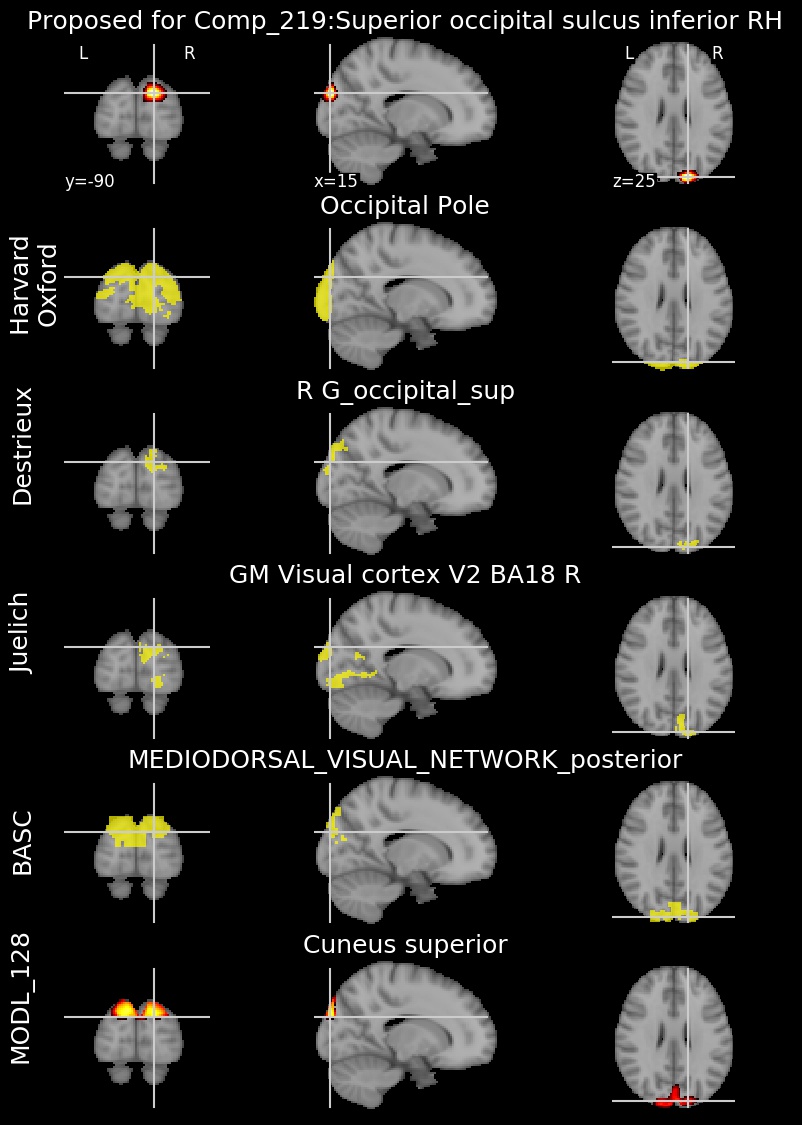 Proposed for Comp_219:Superior occipital sulcus inferior RH
L R
L R
y=-90
x=15
z=25
Occipital Pole
Harvard
Oxford
R G_occipital_sup
Destrieux
GM Visual cortex V2 BA18 R
Juelich
MEDIODORSAL_VISUAL_NETWORK_posterior
BASC
Cuneus superior
MODL_128